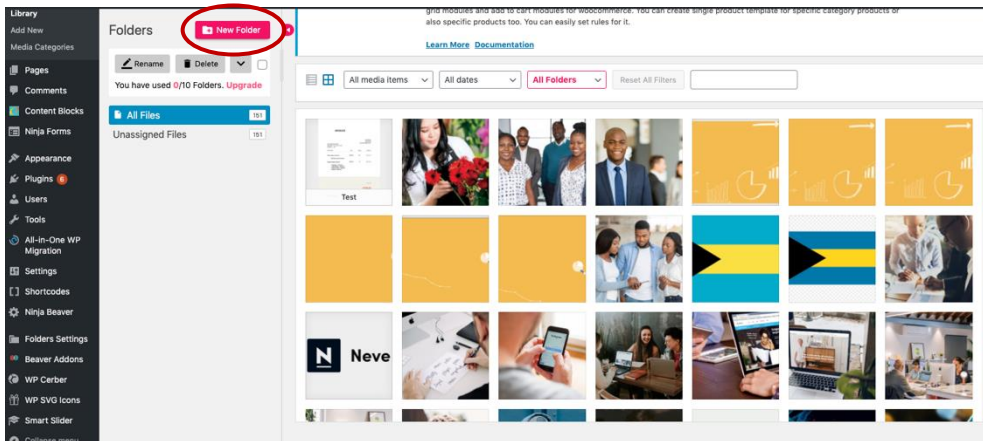 Library
Add New
Media Categories
Pages
Comments
Content Blocks
Ninja Forms
Appearance
Plugins 6
Users
Tools
All-in-One WP
Migration
Settings
Shortcodes
Ninja Beaver
Folders Settings
Beaver Addons
WP Cerber
WP SVG Icons
Smart Slider
Collapse menu
Folders
New Folder
Rename
Delete
You have used 0/10 Folders. Upgrade
All Files 151
Unassigned Files 151
grid modules and add to cart modules for woocommerce. You can create single product template for specific category products or
also specific products too. You can easily set rules for it.
Learn More Documentation
All media items
All dates
All Folders
Reset All Filters
Test
N Neve